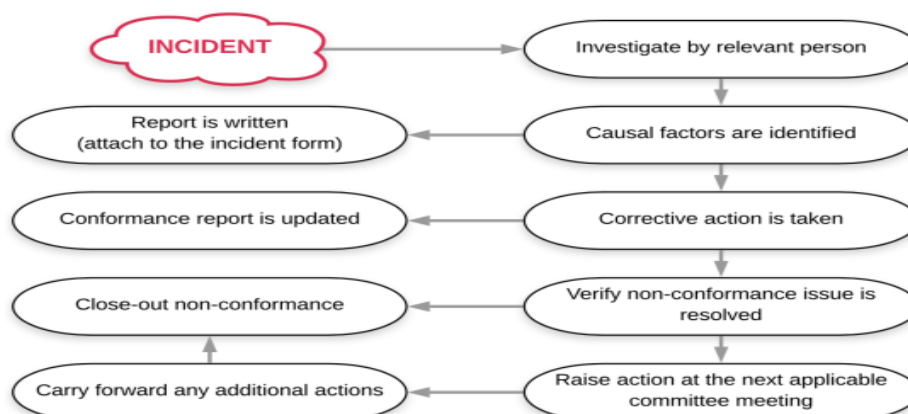 INCIDENT
Investigate by relevant person
Report is written
(attach to the incident form)
Causal factors are identified
Conformance report is updated
Corrective action is taken
Close-out non-conformance
Verify non-conformance issue is
resolved
Carry forward any additional actions
Raise action at the next applicable
committee meeting